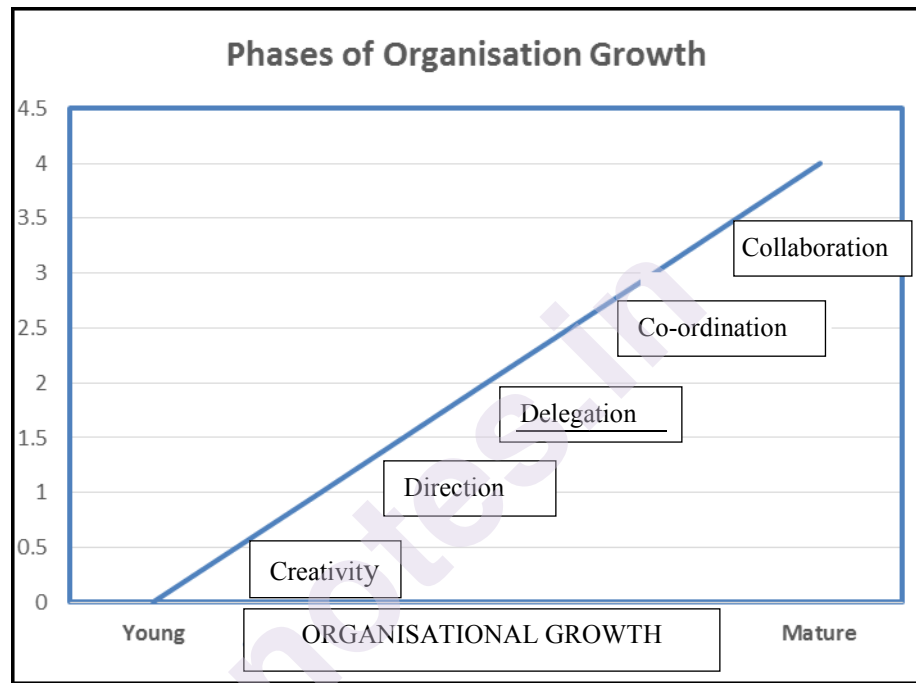 Phases of Organisation Growth
4.5
4
3.5
Collaboration
3
Co-ordination
2.5
2
Delegation
1.5
Direction
1
0.5
Creativity
0
Young
ORGANISATIONAL GROWTH
Mature
notes.in